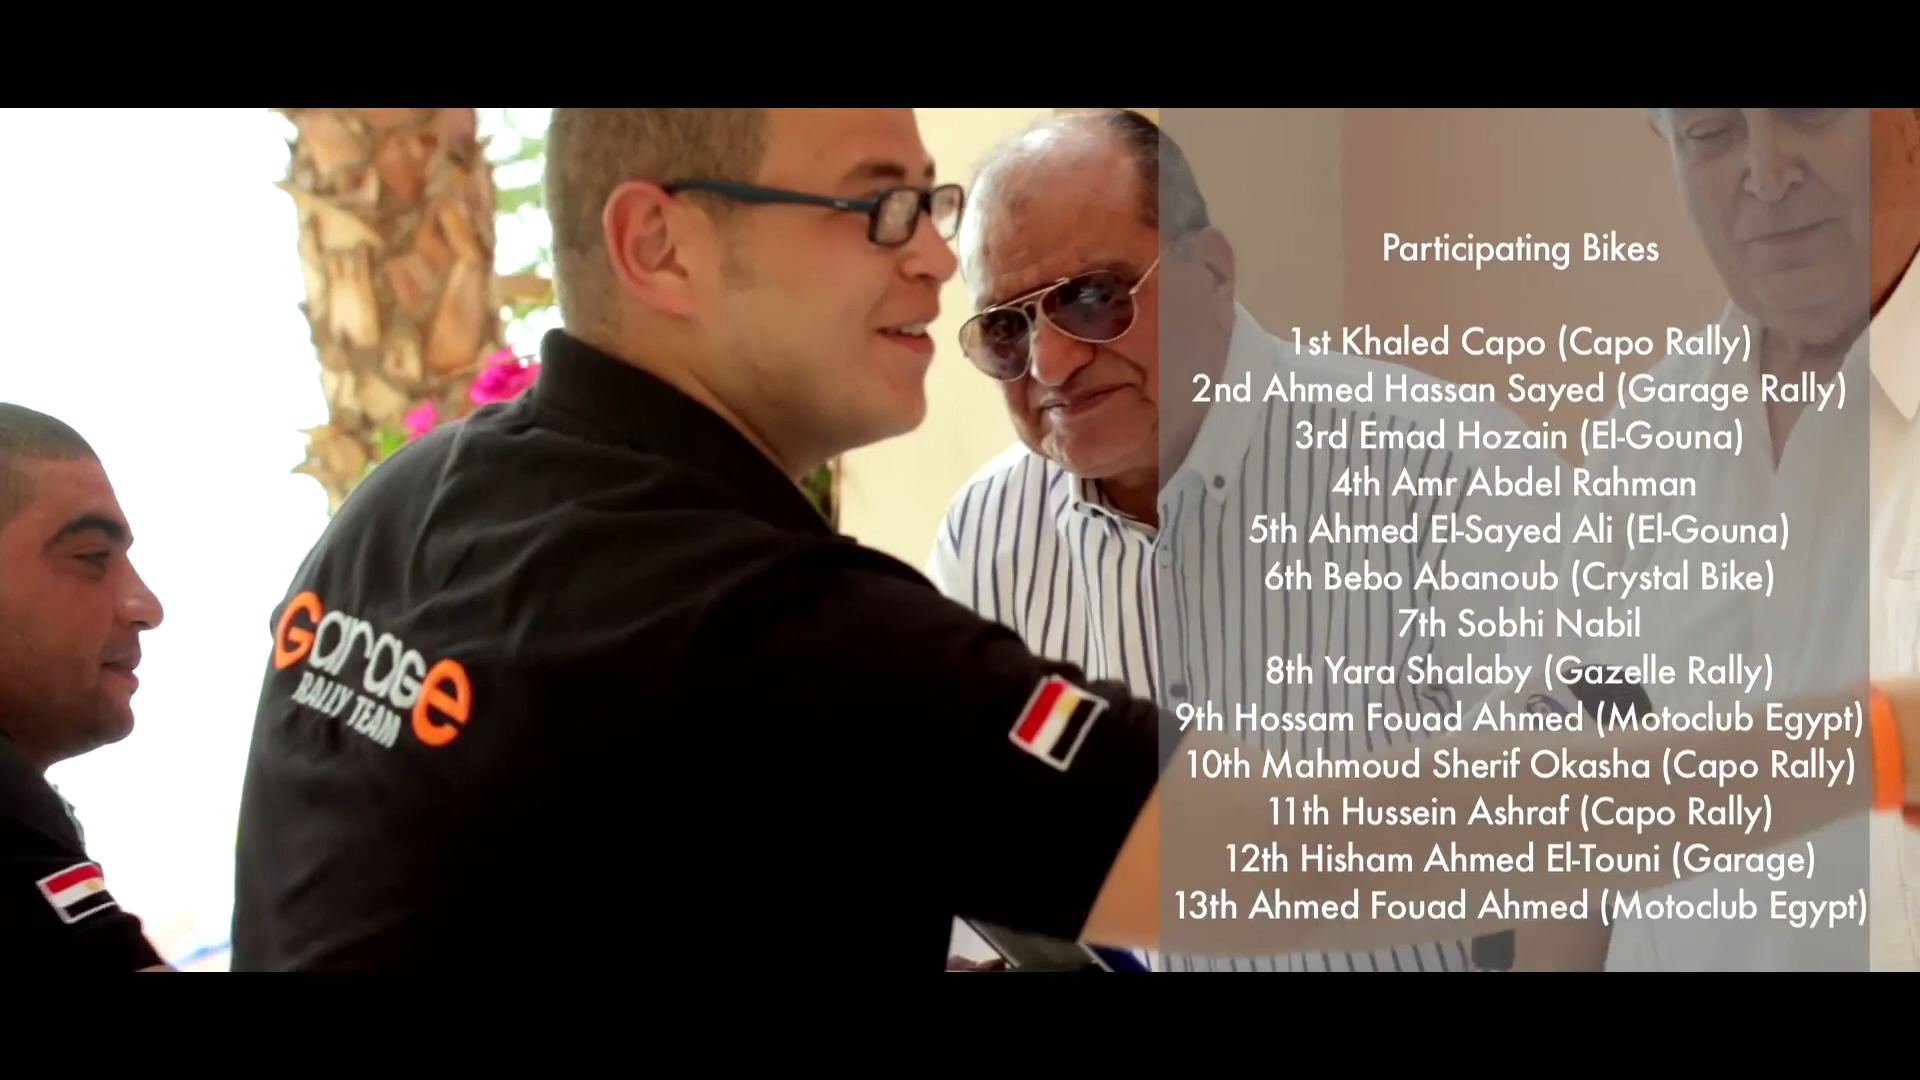 Participating Bikes
1st Khaled Capo (Capo Rally)
2nd Ahmed Hassan Sayed (Garage Rally)
3rd Emad Hozain (El-Gouna)
4th Amr Abdel Rahman
5th Ahmed El-Sayed Ali (El-Gouna)
6th Bebo Abanoub (Crystal Bike)
7th Sobhi Nabil
8th Yara Shalaby (Gazelle Rally)
9th Hossam Fouad Ahmed (Motoclub Egypt)
10th Mahmoud Sherif Okasha (Capo Rally)
11th Hussein Ashraf (Capo Rally)
12th Hisham Ahmed El-Touni (Garage)
13th Ahmed Fouad Ahmed (Motoclub Egypt)
Garage
RALLY TEAM